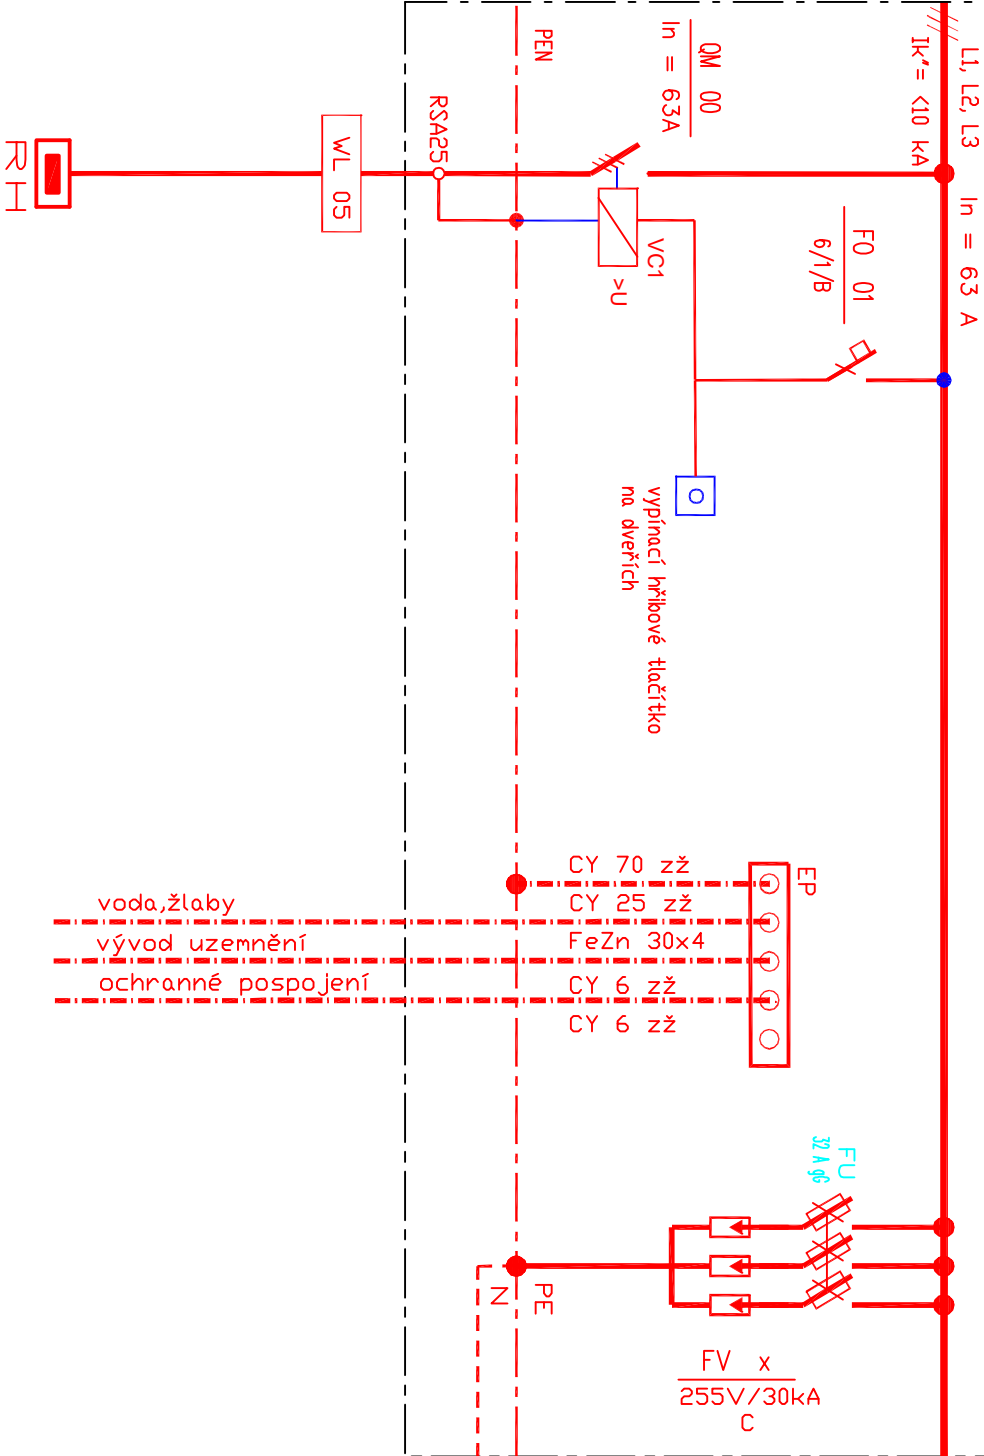 L1, L2, L3 In = 63 A
Ik"= <10 kA
QM 00
In = 63A
PEN
RSA25
WL 05
RH
FO 01
6/1/B
VC1
>U
vypínací hřibové tlačítko
na dveřích
EP
CY 70 zž
CY 25 zž
FeZn 30x4
CY 6 zž
CY 6 zž
voda,žlaby
vývod uzemnění
ochranné pospojení
FU
32 A gG
PE
N
FV x
255V/30kA
C